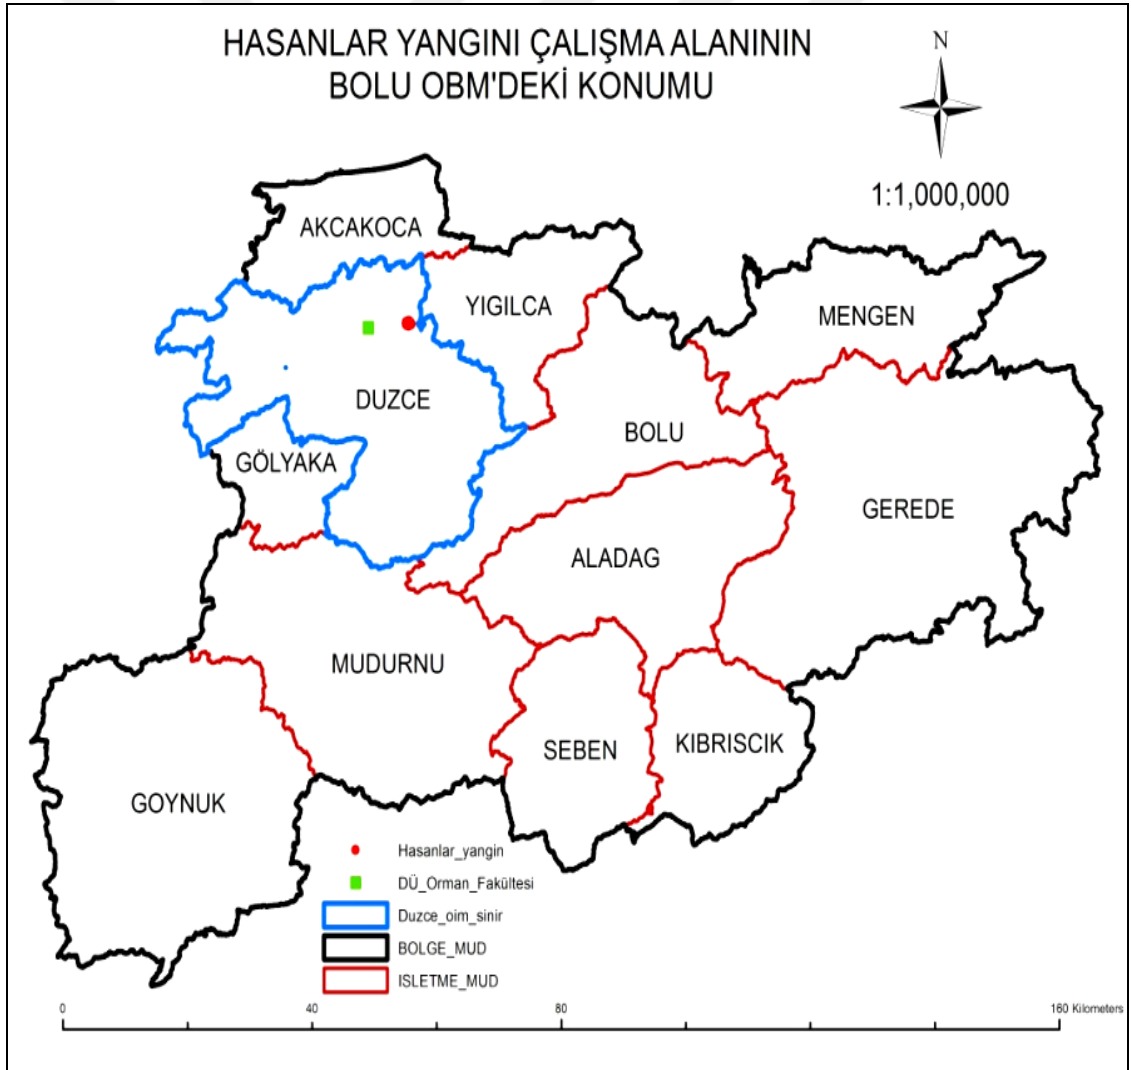 HASANLAR YANGINI ÇALIŞMA ALANININ
BOLU OBM'DEKİ KONUMU
N
1:1,000,000
AKCAKOCA
YIGILCA
MENGEN
DUZCE
BOLU
GÖLYAKA
GEREDE
ALADAG
MUDURNU
SEBEN
KIBRISCIK
GOYNUK
Hasanlar_yangin
DÜ_Orman_Fakültesi
Duzce_oim_sinir
BOLGE_MUD
ISLETME_MUD
0 40 80 160 Kilometers